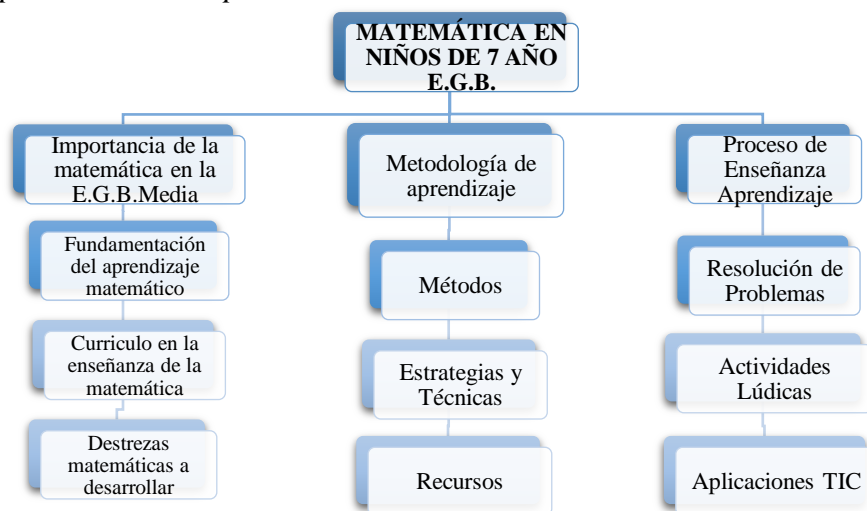 MATEMÁTICA EN
NIÑOS DE 7 AÑO
E.G.B.
Importancia de la
matemática en la
E.G.B.Media
Fundamentación
del aprendizaje
matemático
Curriculo en la
enseñanza de la
matemática
Destrezas
matemáticas a
desarrollar
Metodología de
aprendizaje
Métodos
Estrategias y
Técnicas
Recursos
Proceso de
Enseñanza
Aprendizaje
Resolución de
Problemas
Actividades
Lúdicas
Aplicaciones TIC